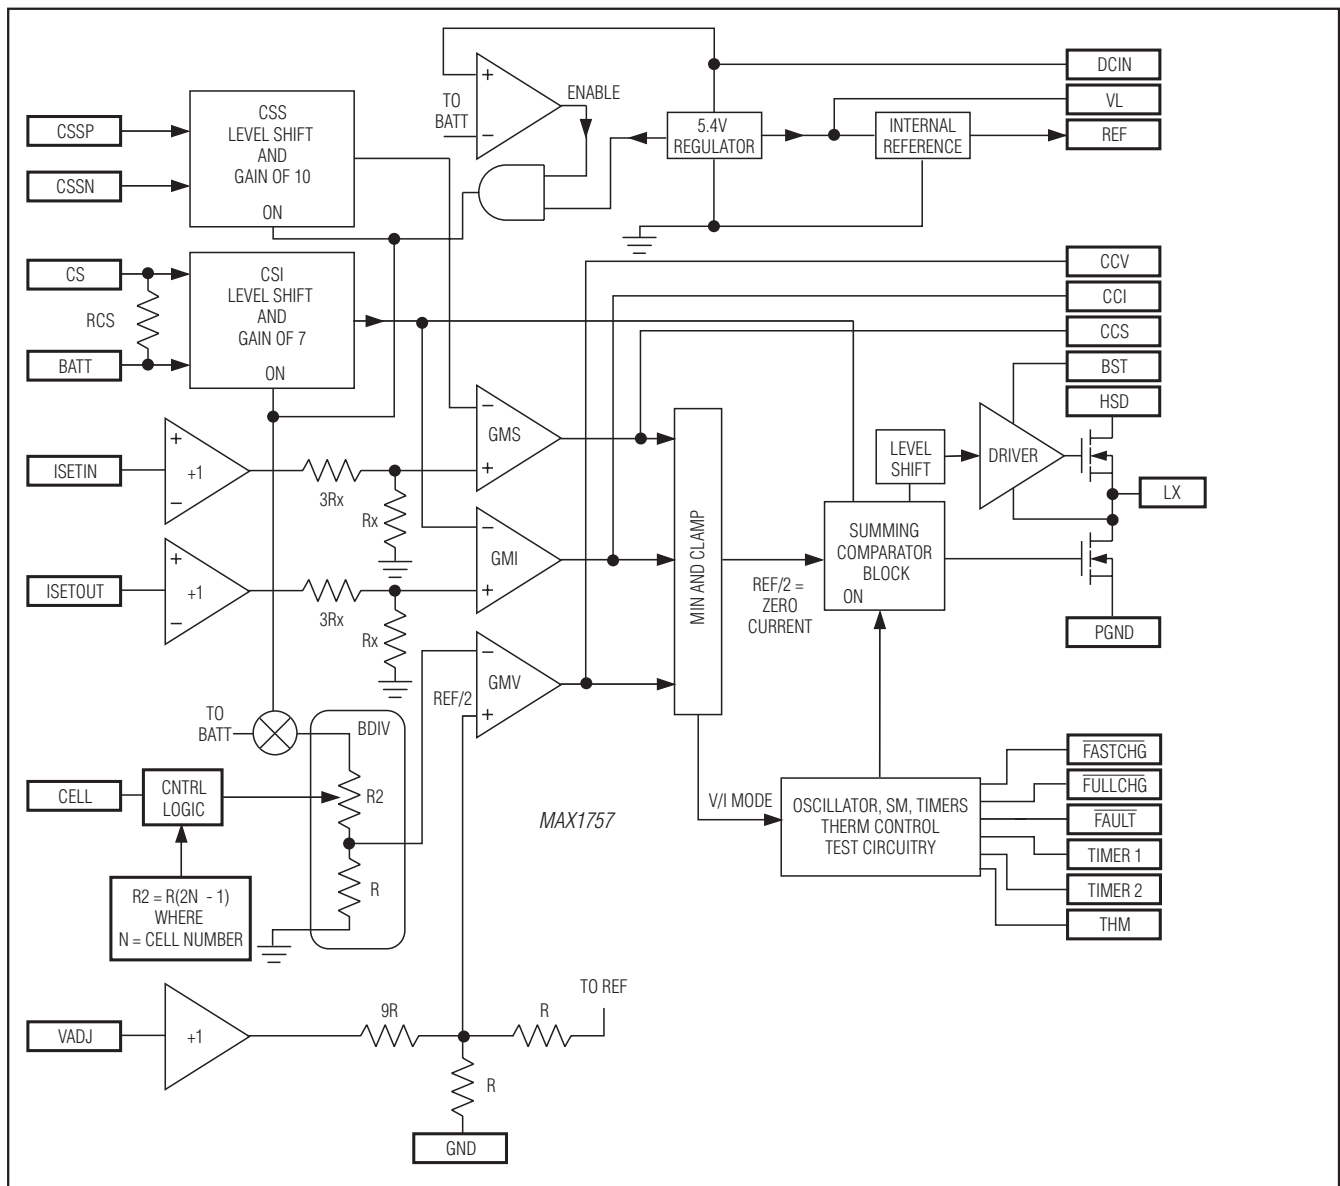 DCIN
VL
REF
CSSP
CSSN
CSS
LEVEL SHIFT
AND
GAIN OF 10
ON
TO
BATT
+
−
ENABLE
5.4V
REGULATOR
INTERNAL
REFERENCE
CS
RCS
BATT
CSI
LEVEL SHIFT
AND
GAIN OF 7
ON
CCV
CCI
CCS
BST
HSD
ISETIN
+
+1
−
3Rx
Rx
−
GMS
+
ISETOUT
+
+1
−
3Rx
Rx
−
GMI
+
−
GMV
+
REF/2
MIN AND CLAMP
REF/2 =
ZERO
CURRENT
LEVEL
SHIFT
DRIVER
SUMMING
COMPARATOR
BLOCK
ON
LX
PGND
TO
BATT
BDIV
R2
R
CELL
CNTRL
LOGIC
R2 = R(2N - 1)
WHERE
N = CELL NUMBER
MAX1757
V/I MODE
OSCILLATOR, SM, TIMERS
THERM CONTROL
TEST CIRCUITRY
FASTCHG
FULLCHG
FAULT
TIMER 1
TIMER 2
THM
VADJ
+1
9R
R
TO REF
R
GND